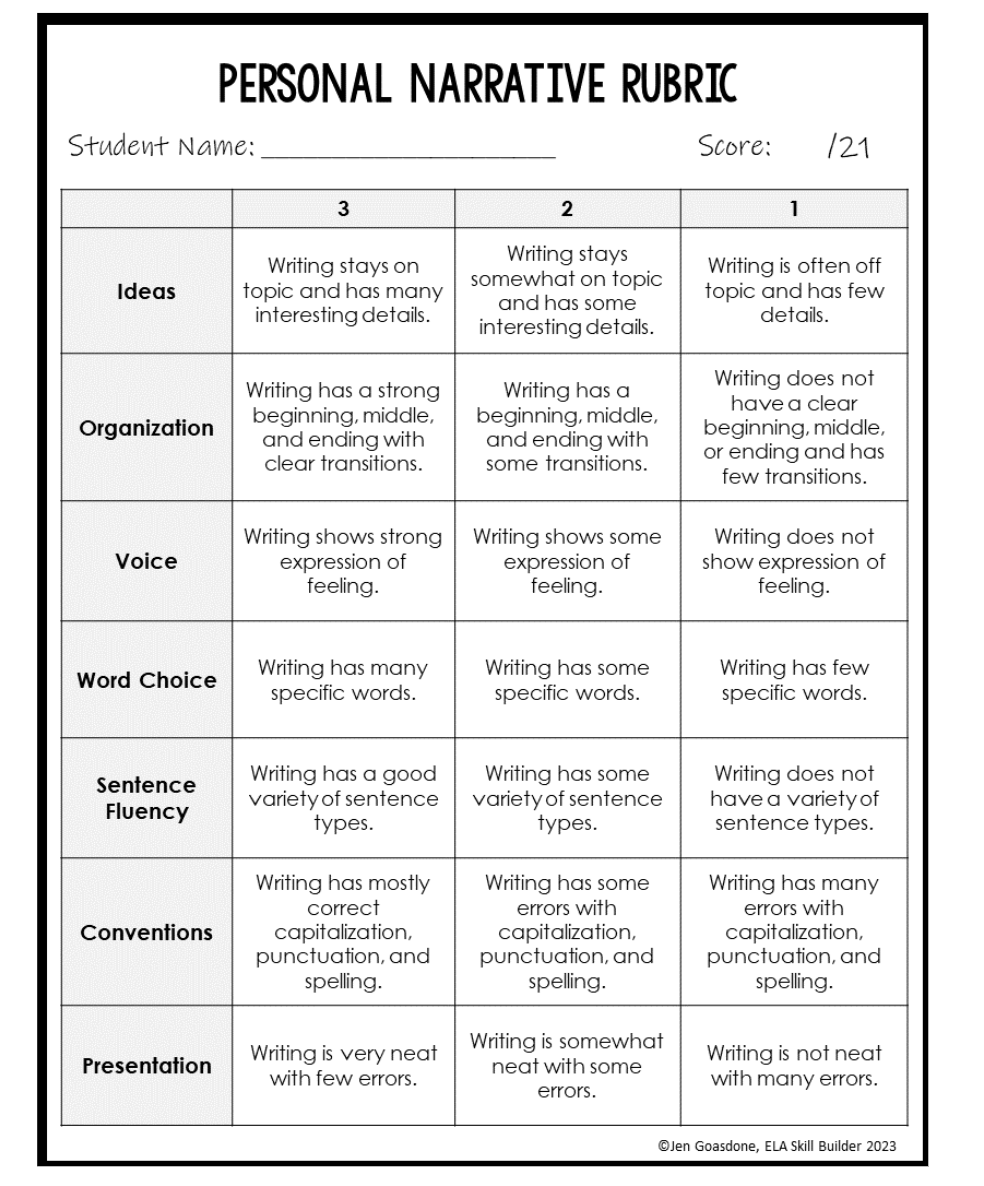 PERSONAL NARRATIVE RUBRIC
Student Name: ______________________ Score: /21
3 2 1
Ideas
Writing stays on
topic and has many
interesting details.
Writing stays
somewhat on topic
and has some
interesting details.
Writing is often off
topic and has few
details.
Organization
Writing has a strong
beginning, middle,
and ending with
clear transitions.
Writing has a
beginning, middle,
and ending with
some transitions.
Writing does not
have a clear
beginning, middle,
or ending and has
few transitions.
Voice
Writing shows strong
expression of
feeling.
Writing shows some
expression of
feeling.
Writing does not
show expression of
feeling.
Word Choice
Writing has many
specific words.
Writing has some
specific words.
Writing has few
specific words.
Sentence
Fluency
Writing has a good
variety of sentence
types.
Writing has some
variety of sentence
types.
Writing does not
have a variety of
sentence types.
Conventions
Writing has mostly
correct
capitalization,
punctuation, and
spelling.
Writing has some
errors with
capitalization,
punctuation, and
spelling.
Writing has many
errors with
capitalization,
punctuation, and
spelling.
Presentation
Writing is very neat
with few errors.
Writing is somewhat
neat with some
errors.
Writing is not neat
with many errors.
©Jen Goasdone, ELA Skill Builder 2023